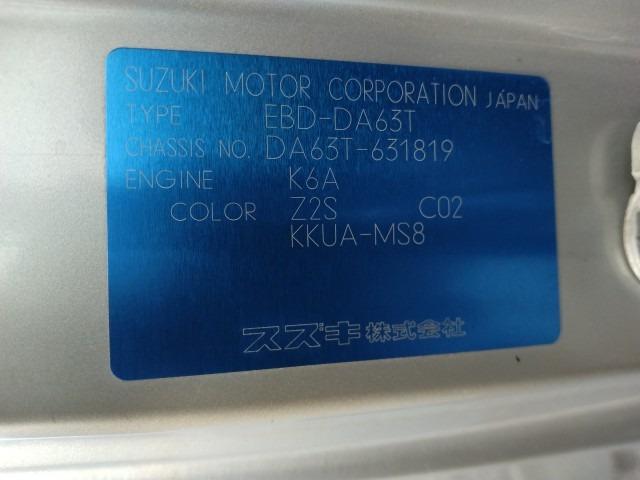 SUZUKI MOTOR CORPORATION JAPAN
TYPE EBD-DA63T
CHASSIS NO. DA63T-631819
ENGINE K6A
COLOR Z2S C02
KKUA-MS8
スズキ株式会社